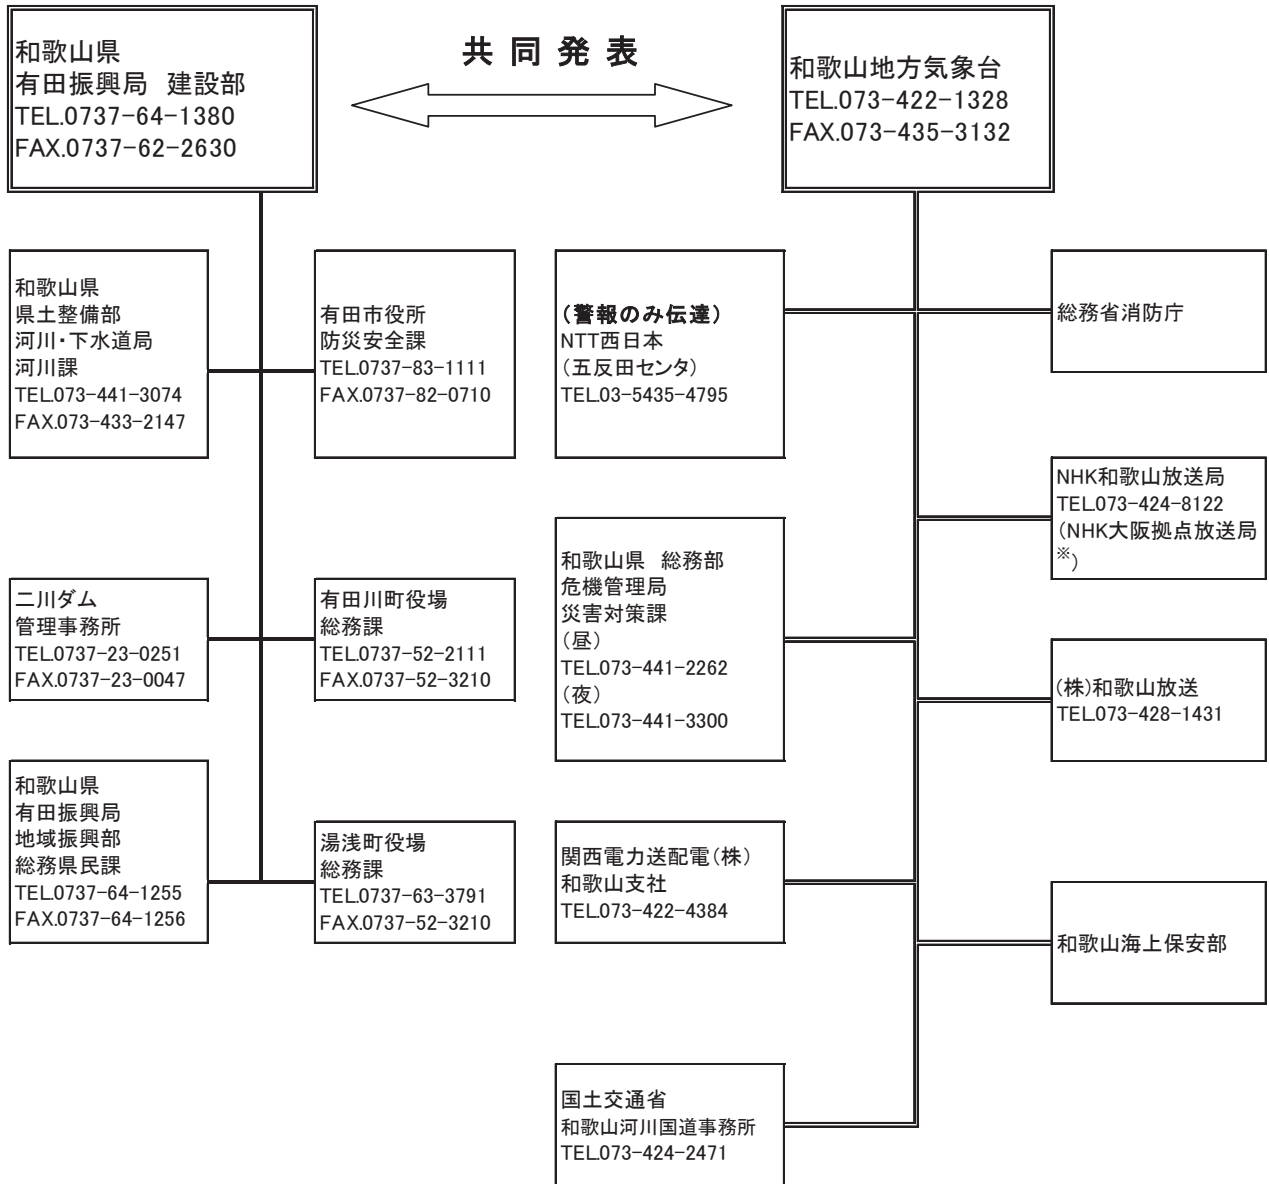 和歌山県
有田振興局　建設部
TEL.0737-64-1380
FAX.0737-62-2630
共 同 発 表
和歌山地方気象台
TEL.073-422-1328
FAX.073-435-3132
和歌山県
県土整備部
河川・下水道局
河川課
TEL.073-441-3074
FAX.073-433-2147
有田市役所
防災安全課
TEL.0737-83-1111
FAX.0737-82-0710
(警報のみ伝達)
NTT西日本
(五反田センタ)
TEL.03-5435-4795
総務省消防庁
NHK和歌山放送局
TEL.073-424-8122
(NHK大阪拠点放送局
※)
二川ダム
管理事務所
TEL.0737-23-0251
FAX.0737-23-0047
有田川町役場
総務課
TEL.0737-52-2111
FAX.0737-52-3210
和歌山県　総務部
危機管理局
災害対策課
(昼)
TEL.073-441-2262
(夜)
TEL.073-441-3300
(株)和歌山放送
TEL.073-428-1431
和歌山県
有田振興局
地域振興部
総務県民課
TEL.0737-64-1255
FAX.0737-64-1256
湯浅町役場
総務課
TEL.0737-63-3791
FAX.0737-52-3210
関西電力送配電(株)
和歌山支社
TEL.073-422-4384
和歌山海上保安部
国土交通省
和歌山河川国道事務所
TEL.073-424-2471